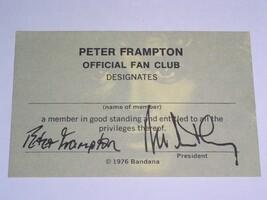 PETER FRAMPTON
OFFICIAL FAN CLUB
DESIGNATES
(name of member)
a member in good standing and entitled to all the
privileges thereof.
Peter Frampton
President
© 1976 Bandana